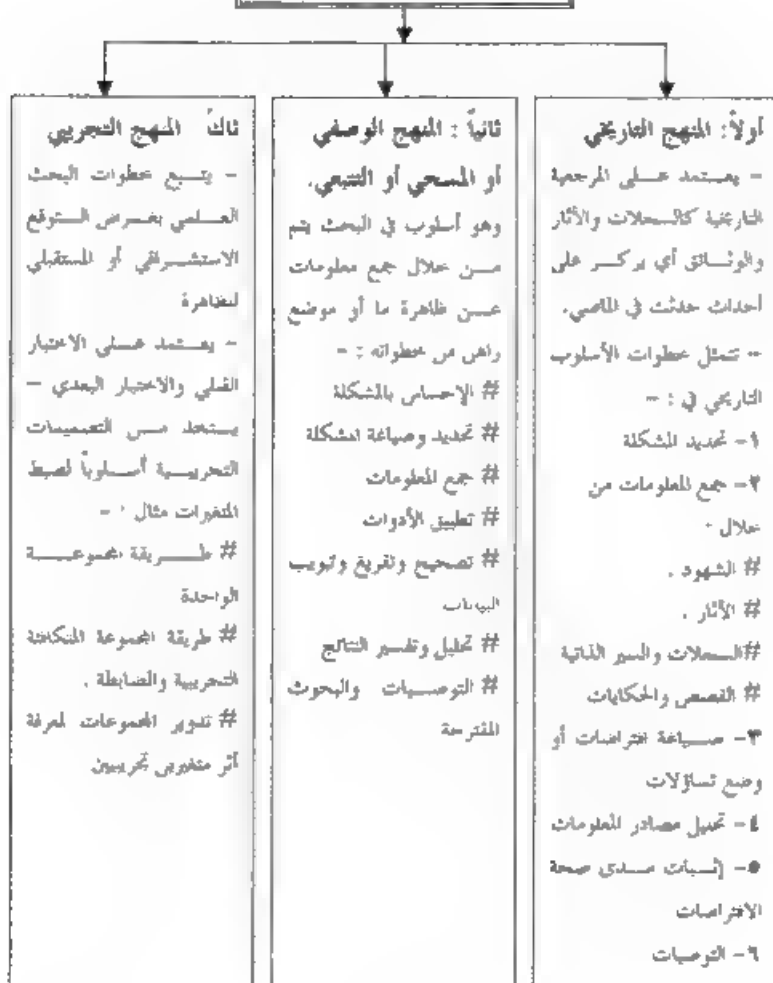 أولاً: المنهج التاريخي
- يعتمد على المرجعية
التاريخية كالسجلات والآثار
والوثائق أي يركز على
أحداث حدثت في الماضي.
- تتمثل خطوات الأسلوب
التاريخي في : -
١- تحديد المشكلة
٢- جمع المعلومات من
خلال :
# الشهود .
# الآثار .
#السجلات والسير الذاتية
# القصص والحكايات
٣- صياغة افتراضات أو
وضع تساؤلات
٤- تحليل مصادر المعلومات
٥- إثبات مدى صحة
الافتراضات
٦- التوصيات
ثانياً : المنهج الوصفي
أو المسحي أو التتبعي.
وهو أسلوب في البحث يتم
من خلال جمع معلومات
عن ظاهرة ما أو موضع
راهن من خطواته : -
# الإحساس بالمشكلة
# تحديد وصياغة المشكلة
# جمع المعلومات
# تطبيق الأدوات
# تصحيح وتفريغ وتبويب
البيانات
# تحليل وتفسير النتائج
# التوصيات والبحوث
المقترحة
ثالثاً المنهج التجريبي
- يتبع خطوات البحث
العلمي بغرض التوقع
الاستشرافي أو المستقبلي
لظاهرة
- يعتمد على الاختبار
القبلي والاختبار البعدي -
يستخدم من التصميمات
التجريبية أسلوباً لضبط
المتغيرات مثال : -
# طريقة المجموعة
الواحدة
# طريقة المجموعة المتكافئة
التجريبية والضابطة .
# تدوير المجموعات لمعرفة
أثر متغيرين تجريبيين